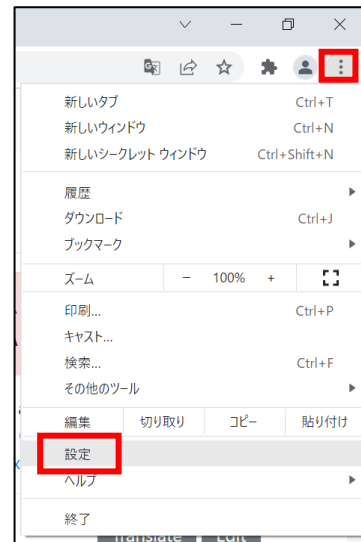 新しいタブ Ctrl+T
新しいウィンドウ Ctrl+N
新しいシークレット ウィンドウ Ctrl+Shift+N
履歴
ダウンロード Ctrl+J
ブックマーク
ズーム − 100% +
印刷... Ctrl+P
キャスト...
検索... Ctrl+F
その他のツール
編集 切り取り コピー 貼り付け
設定
ヘルプ
終了
Translate Edit